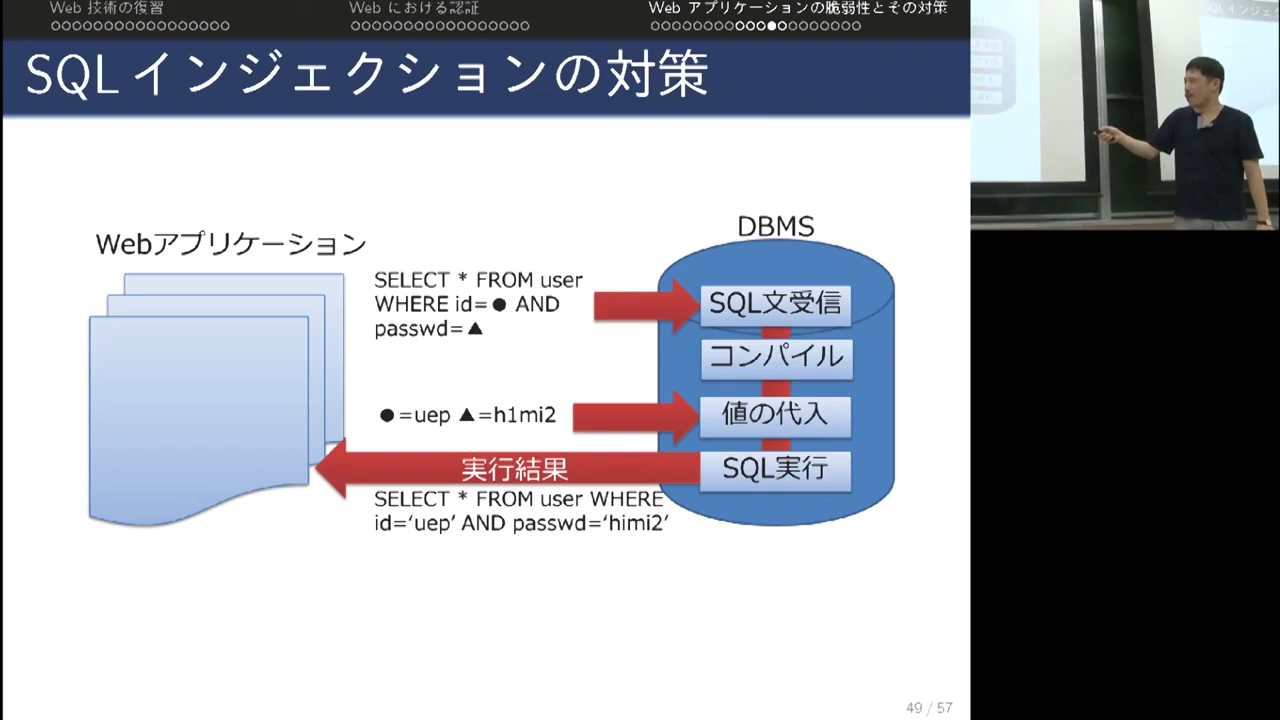 Web 技術の復習
Web における認証
Web アプリケーションの脆弱性とその対策
SQL インジェクションの対策
Webアプリケーション
DBMS
SELECT * FROM user
WHERE id=● AND
passwd=▲
SQL文受信
コンパイル
●=uep ▲=h1mi2
値の代入
実行結果
SQL実行
SELECT * FROM user WHERE
id=‘uep’ AND passwd=‘himi2’
49 / 57